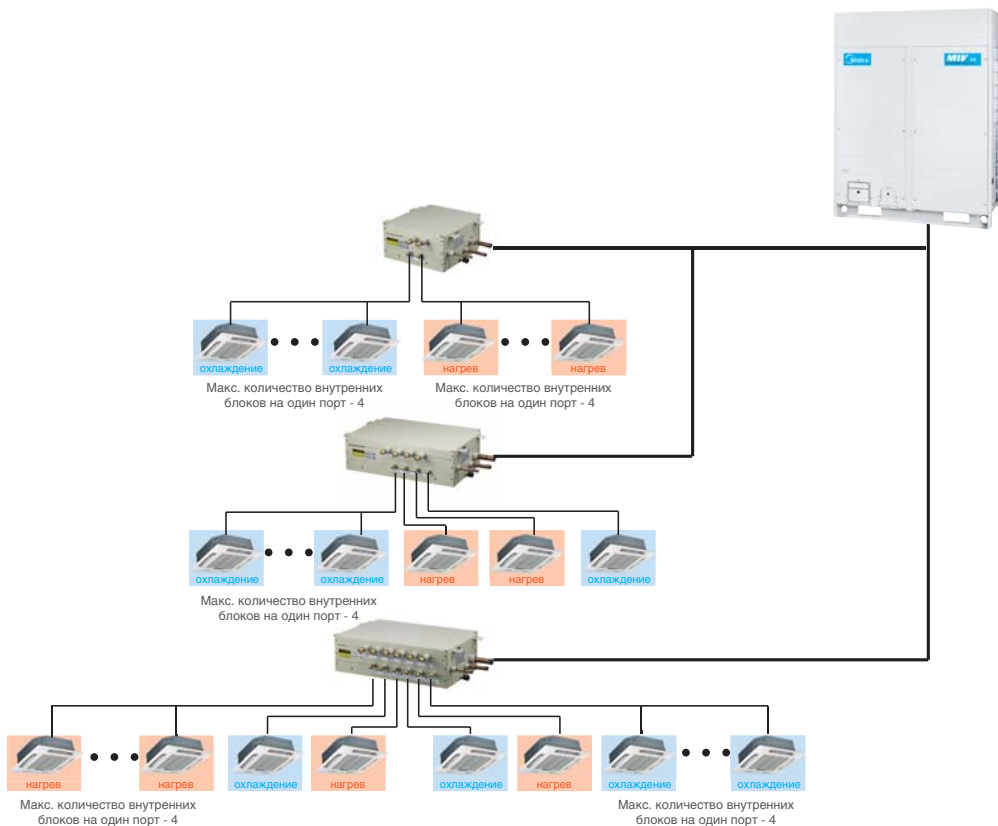 Midea
MIV
охлаждение
охлаждение
нагрев
нагрев
Макс. количество внутренних
блоков на один порт - 4
Макс. количество внутренних
блоков на один порт - 4
охлаждение
охлаждение
нагрев
нагрев
охлаждение
Макс. количество внутренних
блоков на один порт - 4
нагрев
нагрев
охлаждение
нагрев
охлаждение
нагрев
охлаждение
охлаждение
Макс. количество внутренних
блоков на один порт - 4
Макс. количество внутренних
блоков на один порт - 4